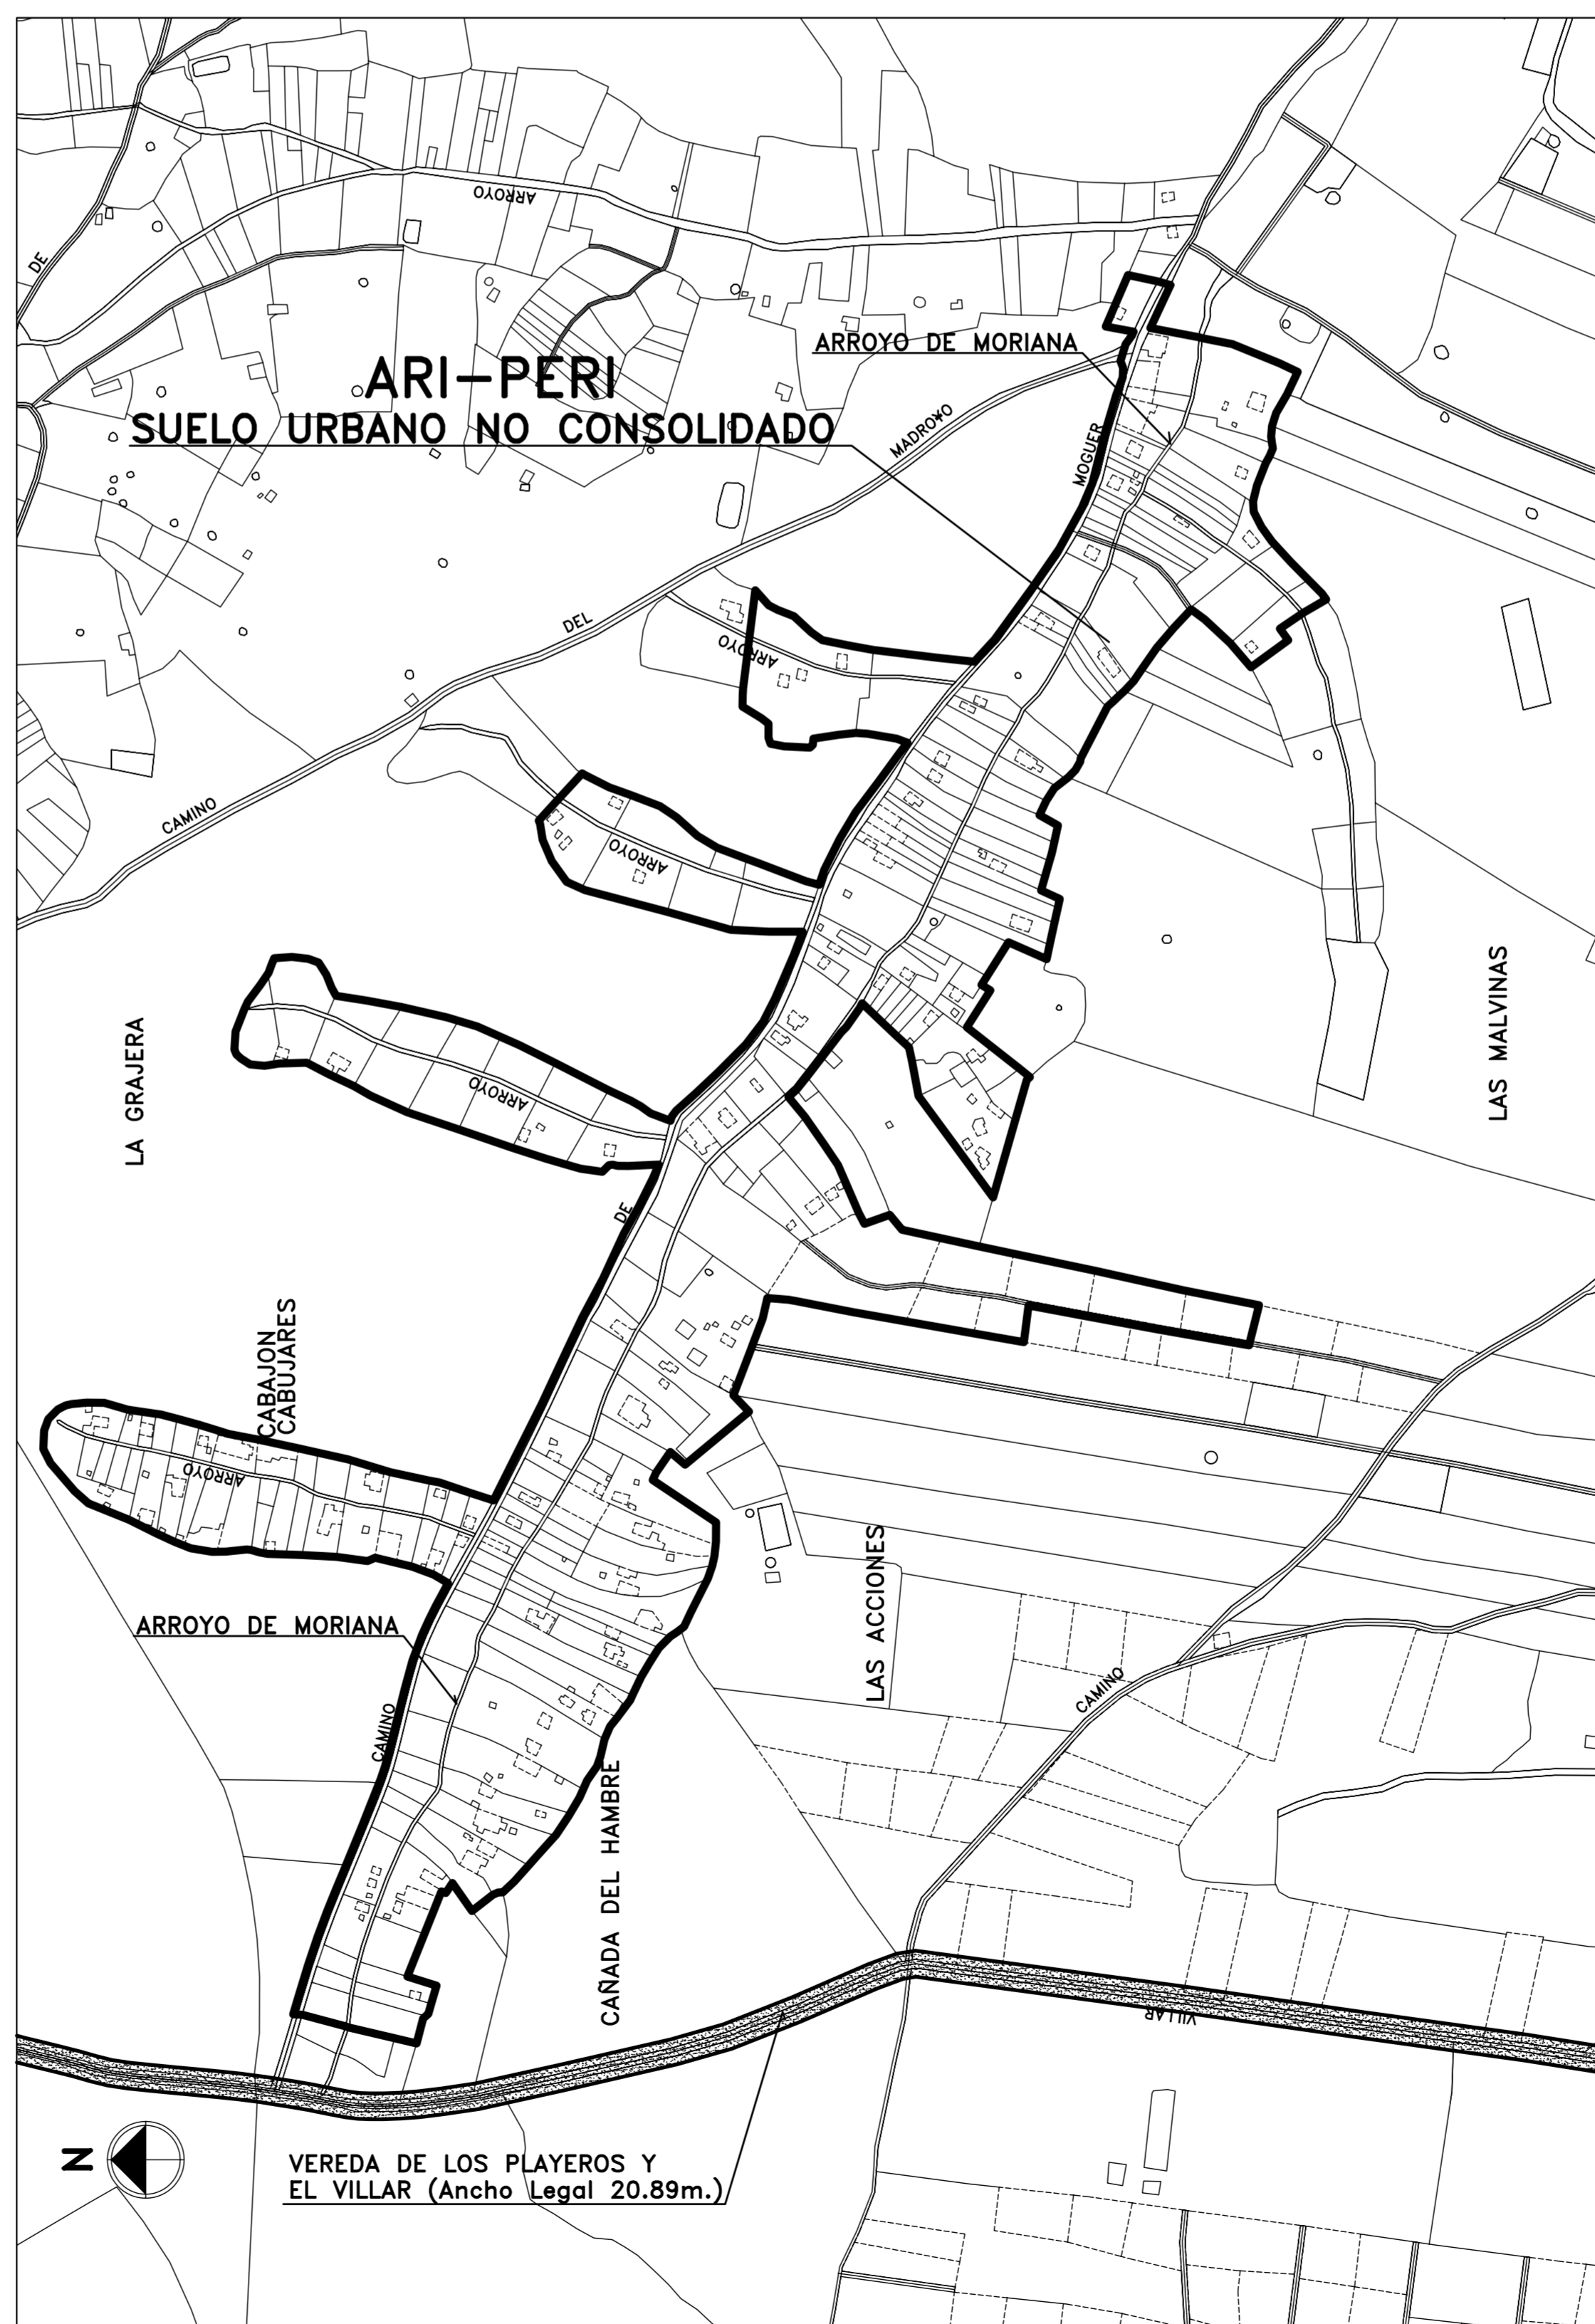 ARROYO
DE
ARROYO DE MORIANA
ARI-PERI
SUELO URBANO NO CONSOLIDADO
MADROYO
MOGUER
DEL
ARROYO
CAMINO
ARROYO
LA GRAJERA
LAS MALVINAS
ARROYO
DE
CABAJON
CABUJARES
ARROYO
LAS ACCIONES
ARROYO DE MORIANA
CAMINO
CAMINO
CAÑADA DEL HAMBRE
VILLAR
N
VEREDA DE LOS PLAYEROS Y
EL VILLAR (Ancho Legal 20.89m.)